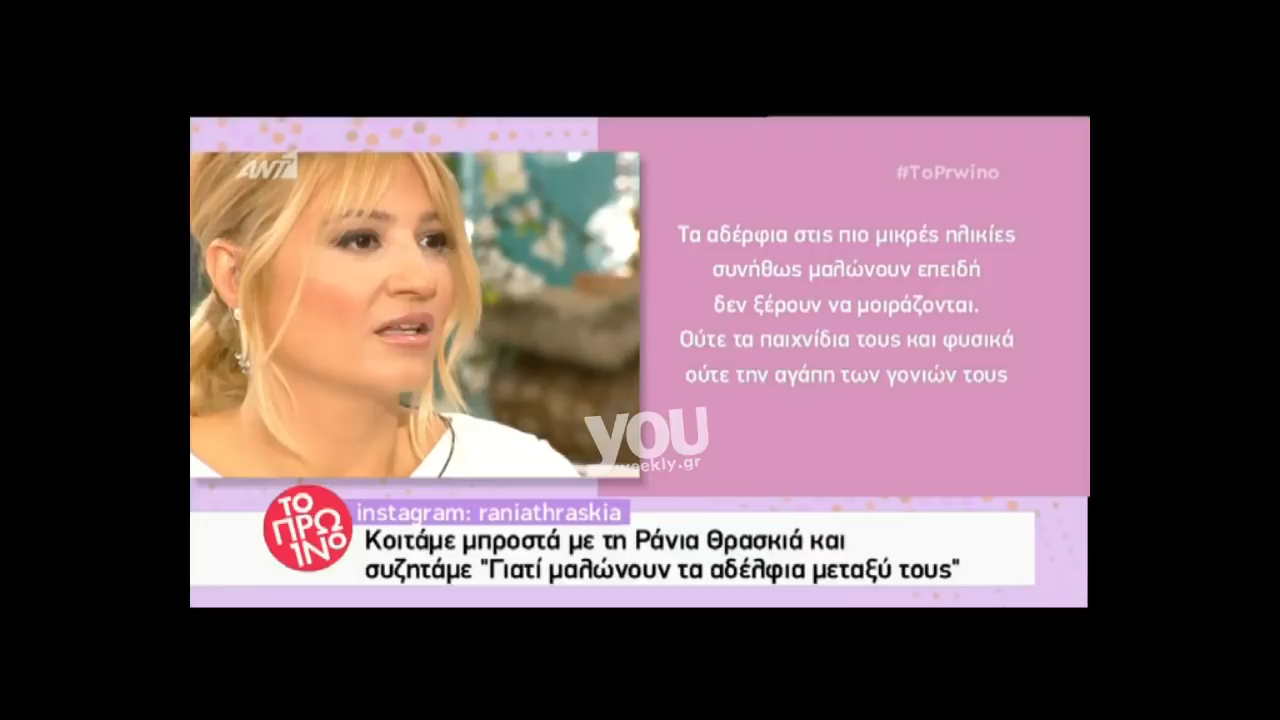 ANT1
#ToPrwino
Τα αδέρφια στις πιο μικρές ηλικίες
συνήθως μαλώνουν επειδή
δεν ξέρουν να μοιράζονται.
Ούτε τα παιχνίδια τους και φυσικά
ούτε την αγάπη των γονιών τους
YOU
weekly.gr
ΤΟ
ΠΡΩ
ΙΝΟ
instagram: raniathraskia
Κοιτάμε μπροστά με τη Ράνια Θρασκιά και
συζητάμε "Γιατί μαλώνουν τα αδέλφια μεταξύ τους"